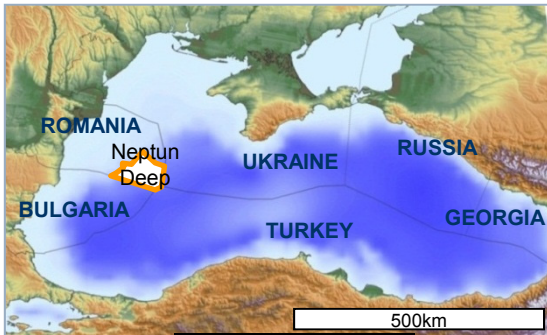 ROMANIA
Neptun
Deep
UKRAINE
RUSSIA
BULGARIA
TURKEY
GEORGIA
500km